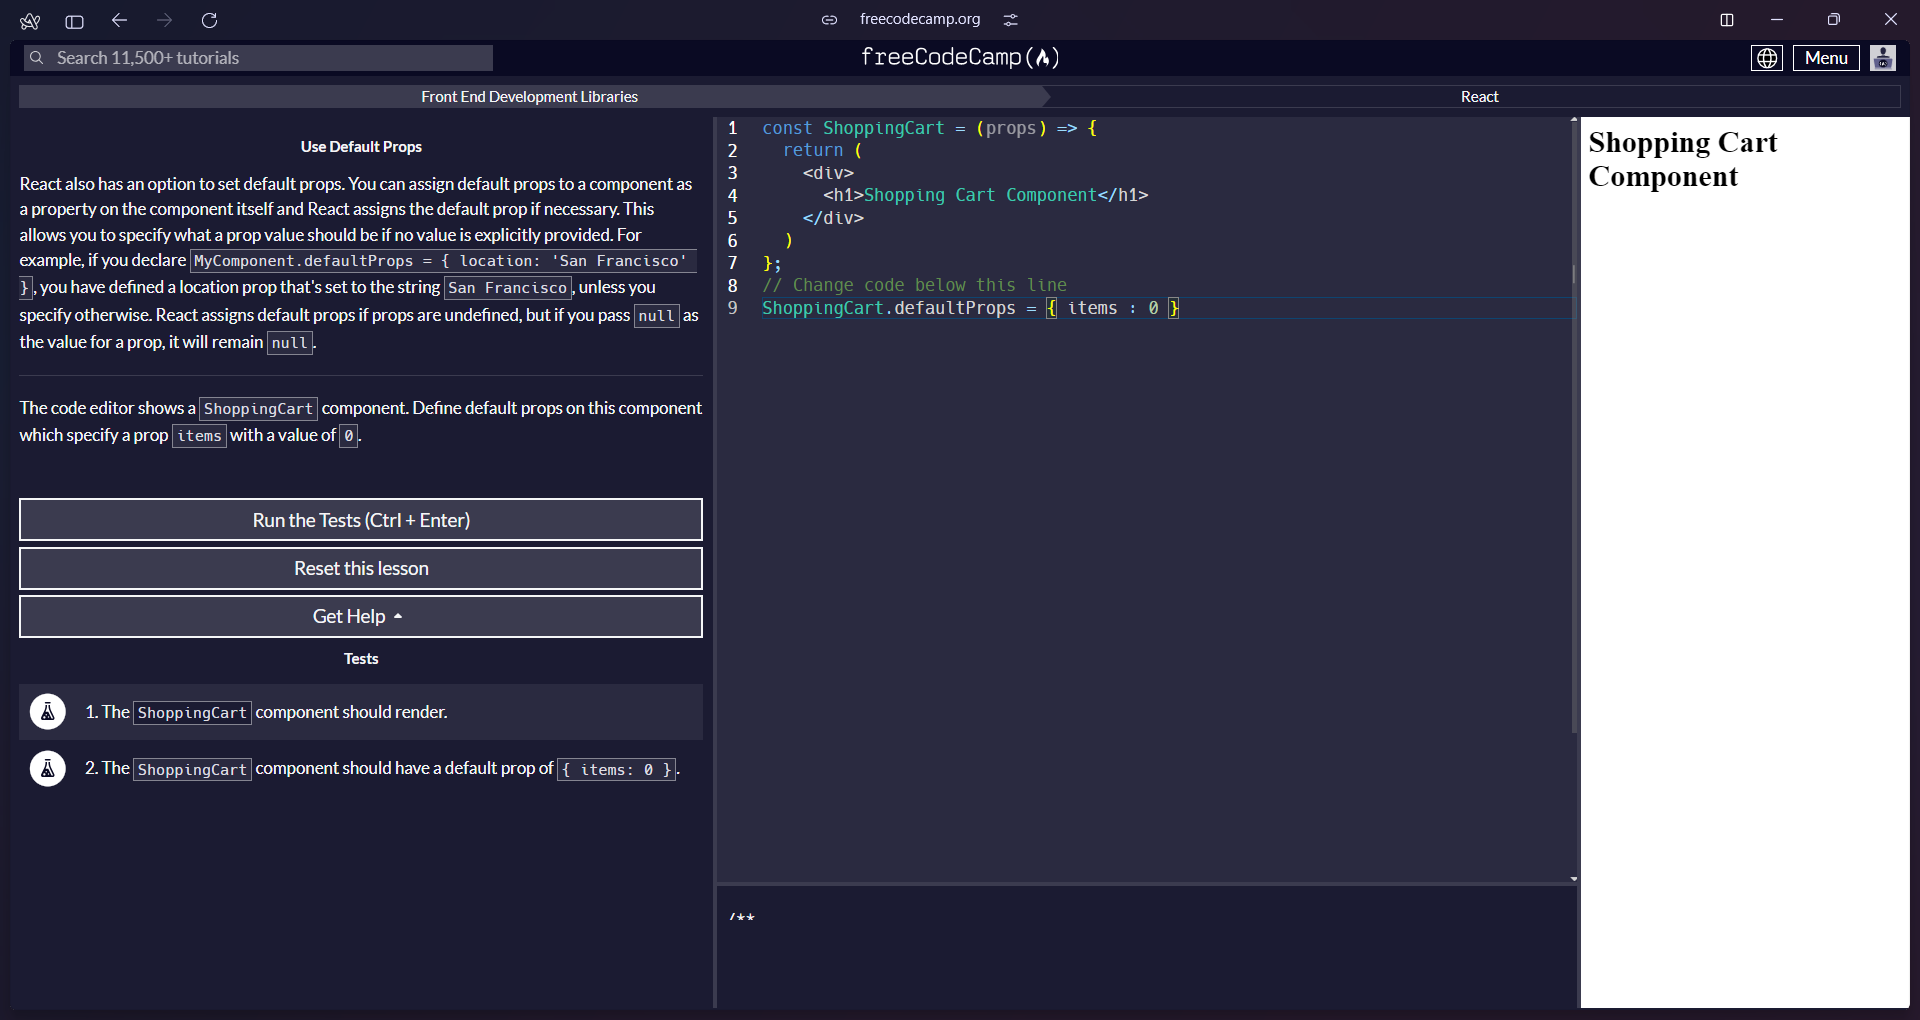 freecodecamp.org
Search 11,500+ tutorials
freeCodeCamp(🔥)
Menu
Front End Development Libraries
React
Use Default Props
React also has an option to set default props. You can assign default props to a component as
a property on the component itself and React assigns the default prop if necessary. This
allows you to specify what a prop value should be if no value is explicitly provided. For
example, if you declare MyComponent.defaultProps = { location: 'San Francisco'
}, you have defined a location prop that's set to the string San Francisco, unless you
specify otherwise. React assigns default props if props are undefined, but if you pass null as
the value for a prop, it will remain null.
The code editor shows a ShoppingCart component. Define default props on this component
which specify a prop items with a value of 0.
Run the Tests (Ctrl + Enter)
Reset this lesson
Get Help
Tests
1. The ShoppingCart component should render.
2. The ShoppingCart component should have a default prop of { items: 0 }.
1 const ShoppingCart = (props) => {
2 return (
3 <div>
4 <h1>Shopping Cart Component</h1>
5 </div>
6 )
7 };
8 // Change code below this line
9 ShoppingCart.defaultProps = { items : 0 }
/**
Shopping Cart
Component